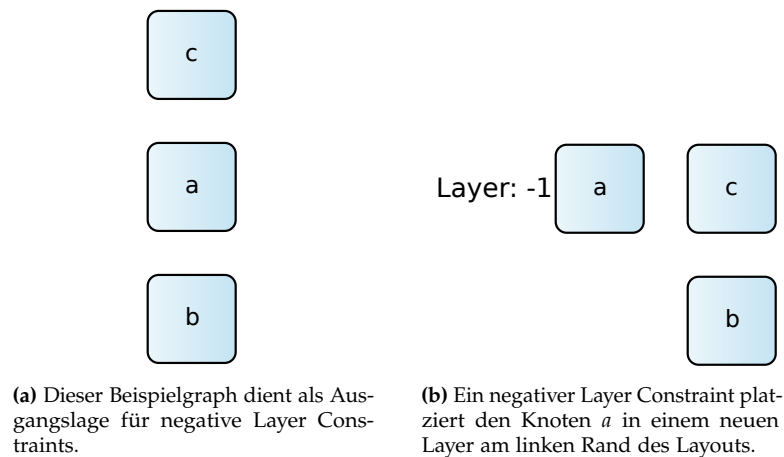 c
a
b
(a) Dieser Beispielgraph dient als Aus-
gangslage für negative Layer Cons-
traints.
Layer: -1
a
c
b
(b) Ein negativer Layer Constraint plat-
ziert den Knoten a in einem neuen
Layer am linken Rand des Layouts.